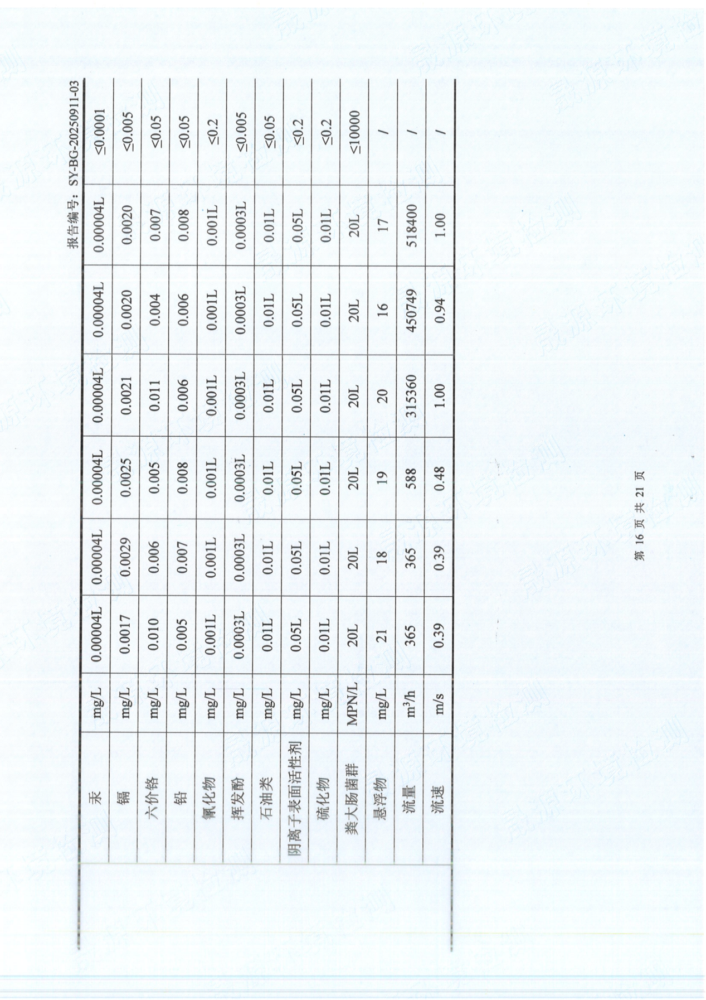 报告编号：SY-BG-20250911-03
汞 mg/L 0.00004L 0.00004L 0.00004L 0.00004L 0.00004L 0.00004L ≤0.0001
镉 mg/L 0.0017 0.0029 0.0025 0.0021 0.0020 0.0020 ≤0.005
六价铬 mg/L 0.010 0.006 0.005 0.011 0.004 0.007 ≤0.05
铅 mg/L 0.005 0.007 0.008 0.006 0.006 0.008 ≤0.05
氰化物 mg/L 0.001L 0.001L 0.001L 0.001L 0.001L 0.001L ≤0.2
挥发酚 mg/L 0.0003L 0.0003L 0.0003L 0.0003L 0.0003L 0.0003L ≤0.005
石油类 mg/L 0.01L 0.01L 0.01L 0.01L 0.01L 0.01L ≤0.05
阴离子表面活性剂 mg/L 0.05L 0.05L 0.05L 0.05L 0.05L 0.05L ≤0.2
硫化物 mg/L 0.01L 0.01L 0.01L 0.01L 0.01L 0.01L ≤0.2
粪大肠菌群 MPN/L 20L 20L 20L 20L 20L 20L ≤10000
悬浮物 mg/L 21 18 19 20 16 17 /
流量 m³/h 365 365 588 315360 450749 518400 /
流速 m/s 0.39 0.39 0.48 1.00 0.94 1.00 /
第 16 页 共 21 页